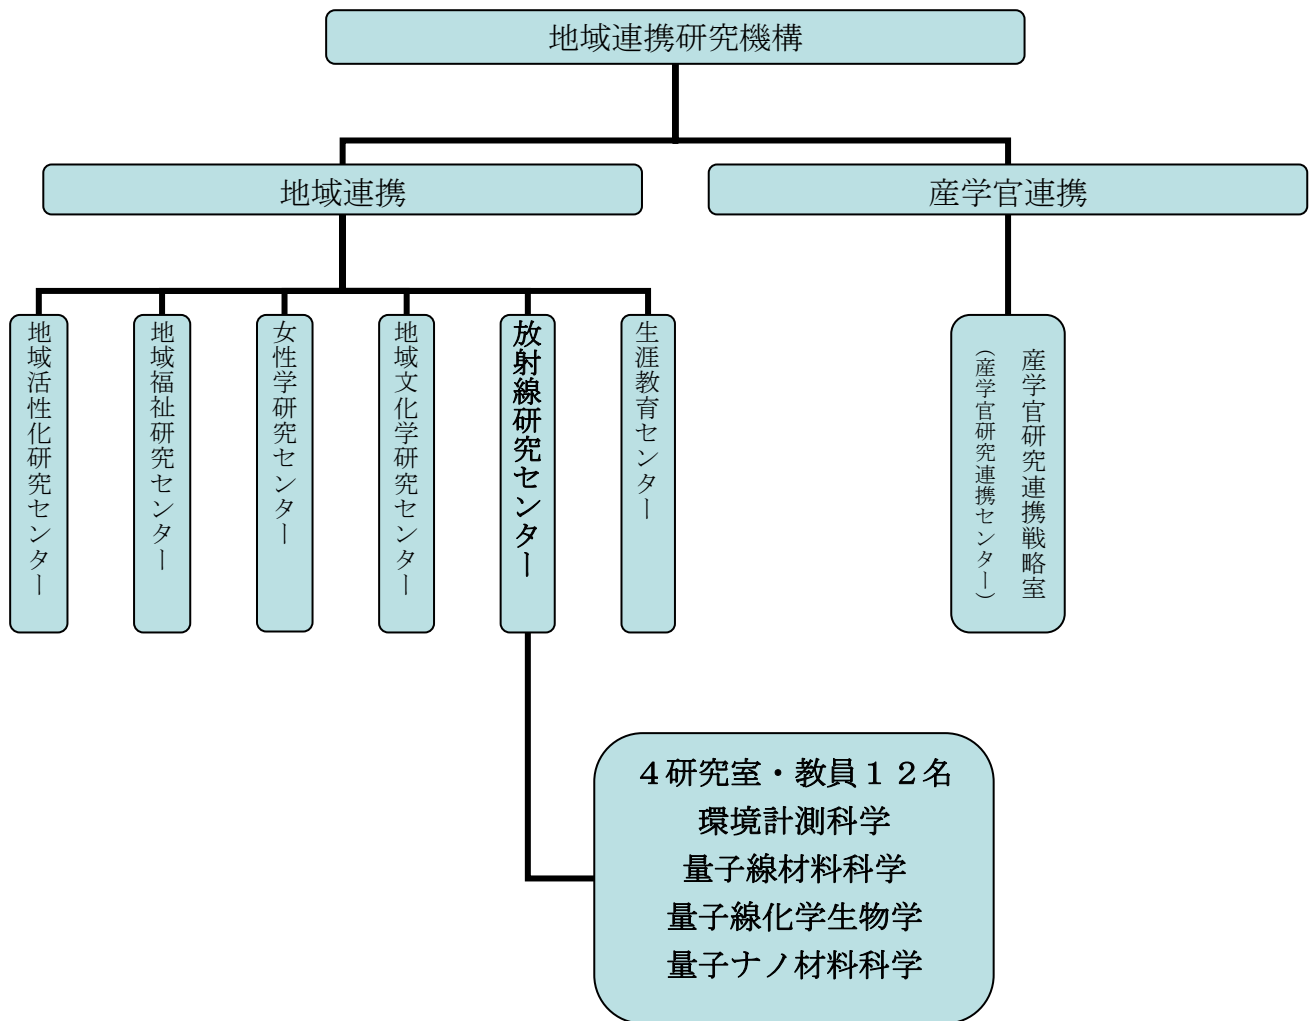 地域連携研究機構
地域連携
産学官連携
地域活性化研究センター
地域福祉研究センター
女性学研究センター
地域文化学研究センター
放射線研究センター
生涯教育センター
産学官研究連携戦略室
（産学官研究連携センター）
４研究室・教員１２名
環境計測科学
量子線材料科学
量子線化学生物学
量子ナノ材料科学